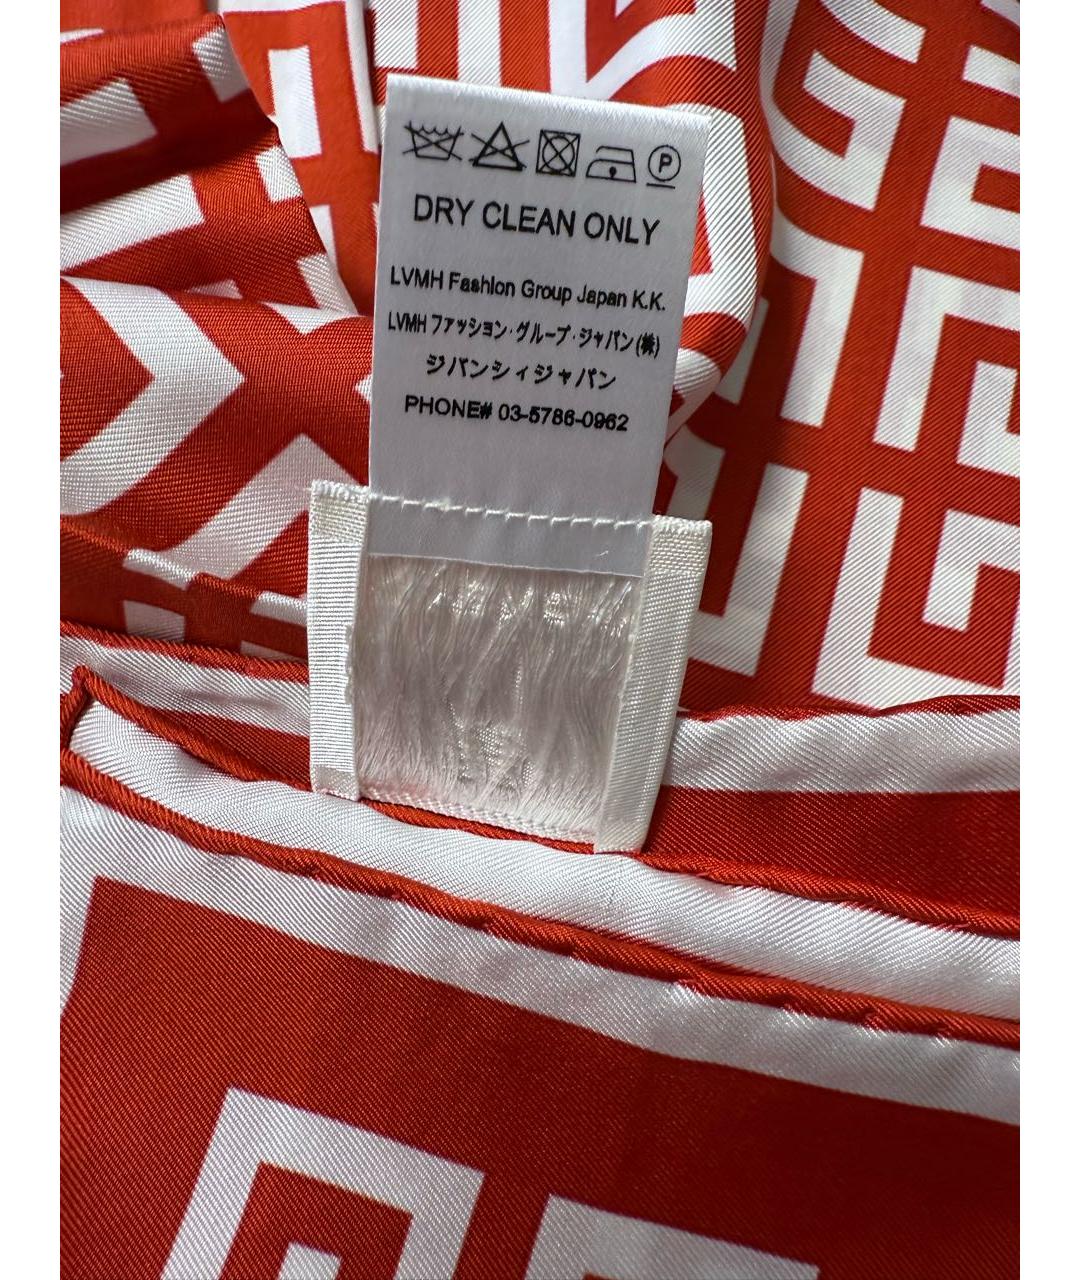 P
DRY CLEAN ONLY
LVMH Fashion Group Japan K.K.
LVMH ファッション・グループ・ジャパン(株)
ジバンシィジャパン
PHONE# 03-5786-0962